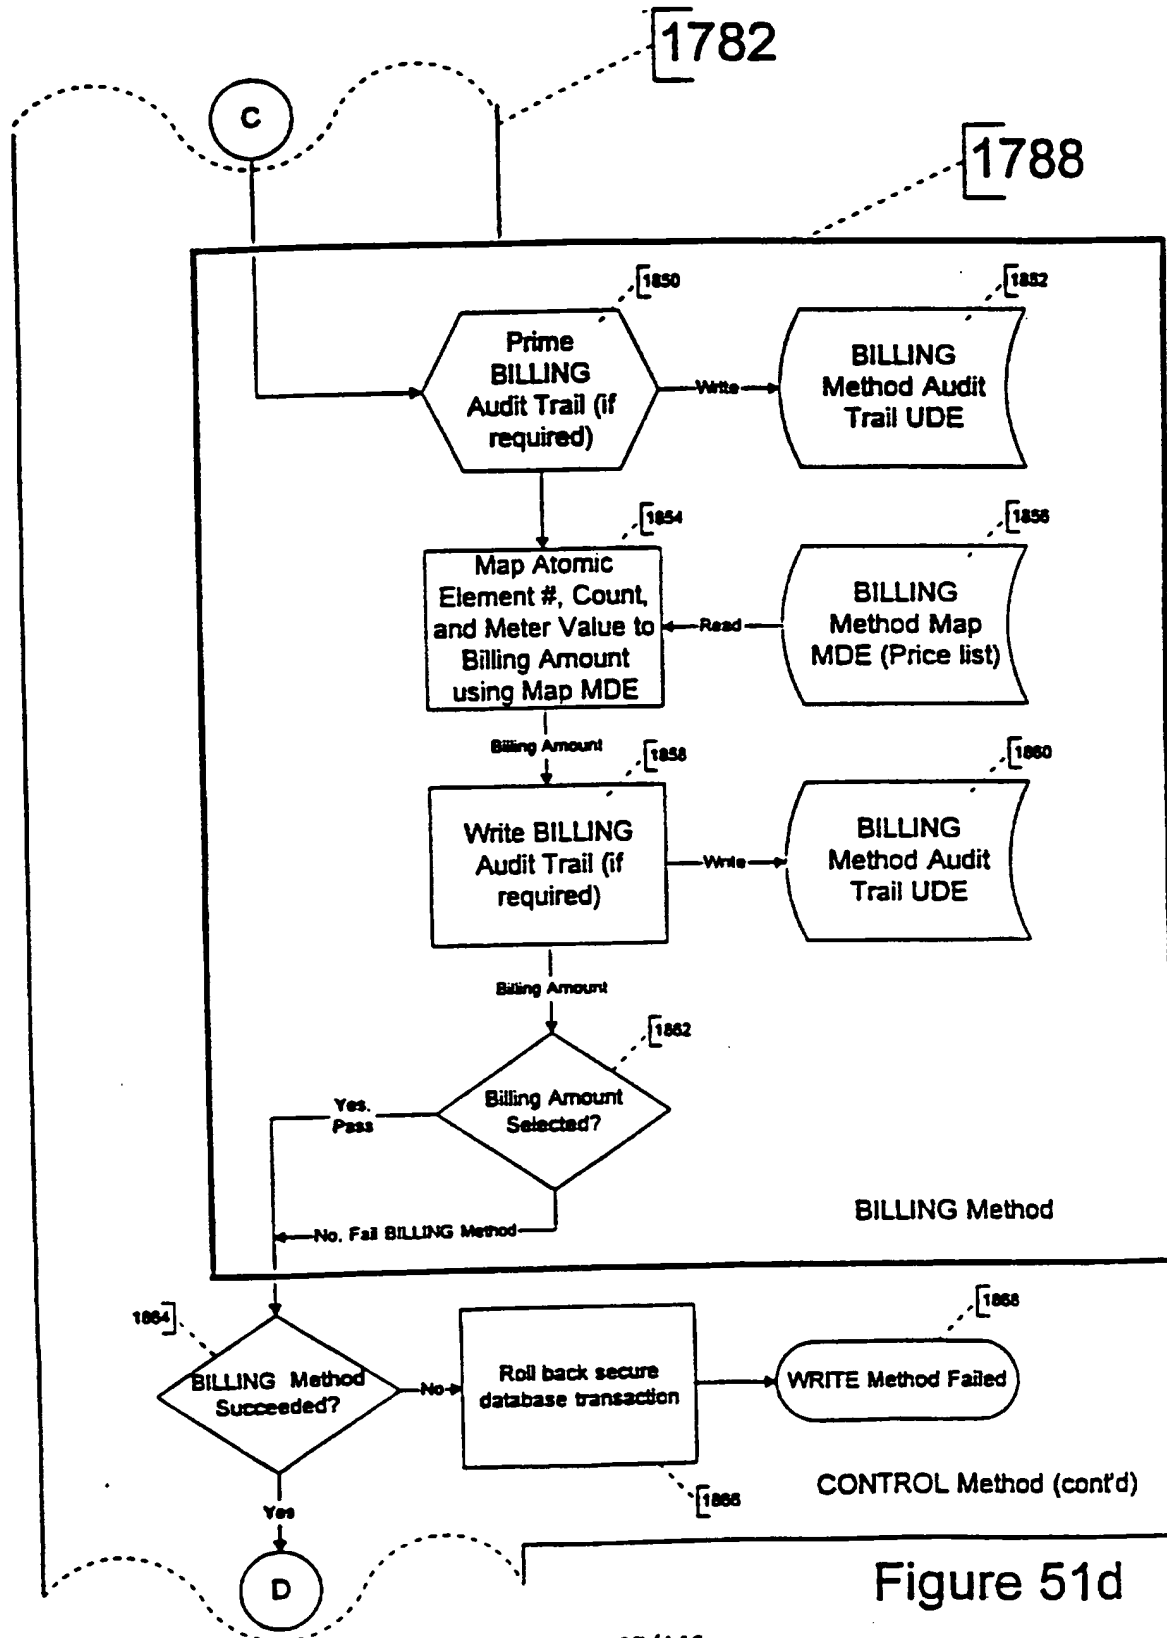 1782
C
1788
1850
1852
Prime
BILLING
Audit Trail (if
required)
Write
BILLING
Method Audit
Trail UDE
1854
1856
Map Atomic
Element #, Count,
and Meter Value to
Billing Amount
using Map MDE
Read
BILLING
Method Map
MDE (Price list)
Billing Amount
1858
1860
Write BILLING
Audit Trail (if
required)
Write
BILLING
Method Audit
Trail UDE
Billing Amount
1862
Billing Amount
Selected?
Yes.
Pass
No. Fail BILLING Method
BILLING Method
1864
1868
BILLING Method
Succeeded?
No
Roll back secure
database transaction
WRITE Method Failed
1866
CONTROL Method (cont'd)
Yes
D
Figure 51d